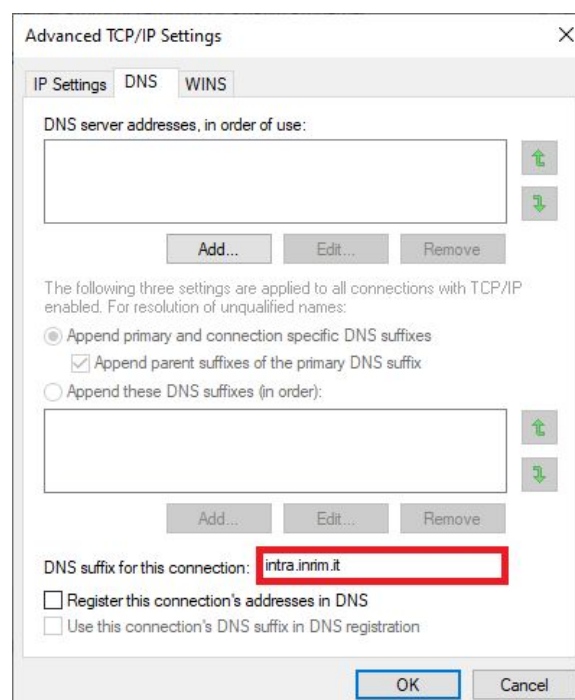 Advanced TCP/IP Settings
IP Settings DNS WINS
DNS server addresses, in order of use:
Add... Edit... Remove
The following three settings are applied to all connections with TCP/IP
enabled. For resolution of unqualified names:
Append primary and connection specific DNS suffixes
Append parent suffixes of the primary DNS suffix
Append these DNS suffixes (in order):
Add... Edit... Remove
DNS suffix for this connection: intra.inrim.it
Register this connection's addresses in DNS
Use this connection's DNS suffix in DNS registration
OK Cancel